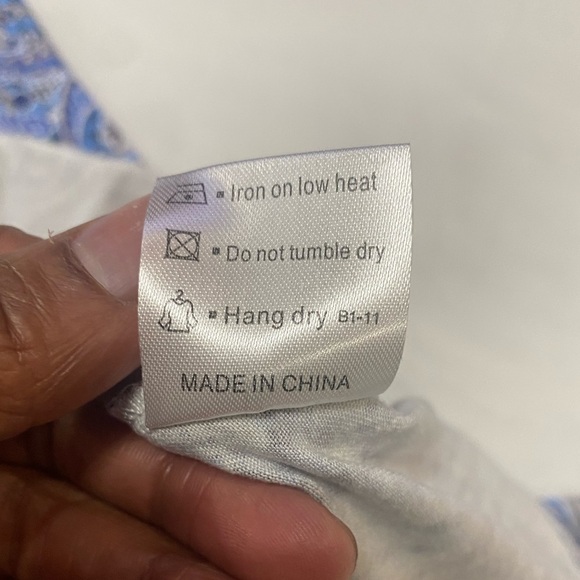 ▪ Iron on low heat
▪ Do not tumble dry
▪ Hang dry B1-11
MADE IN CHINA